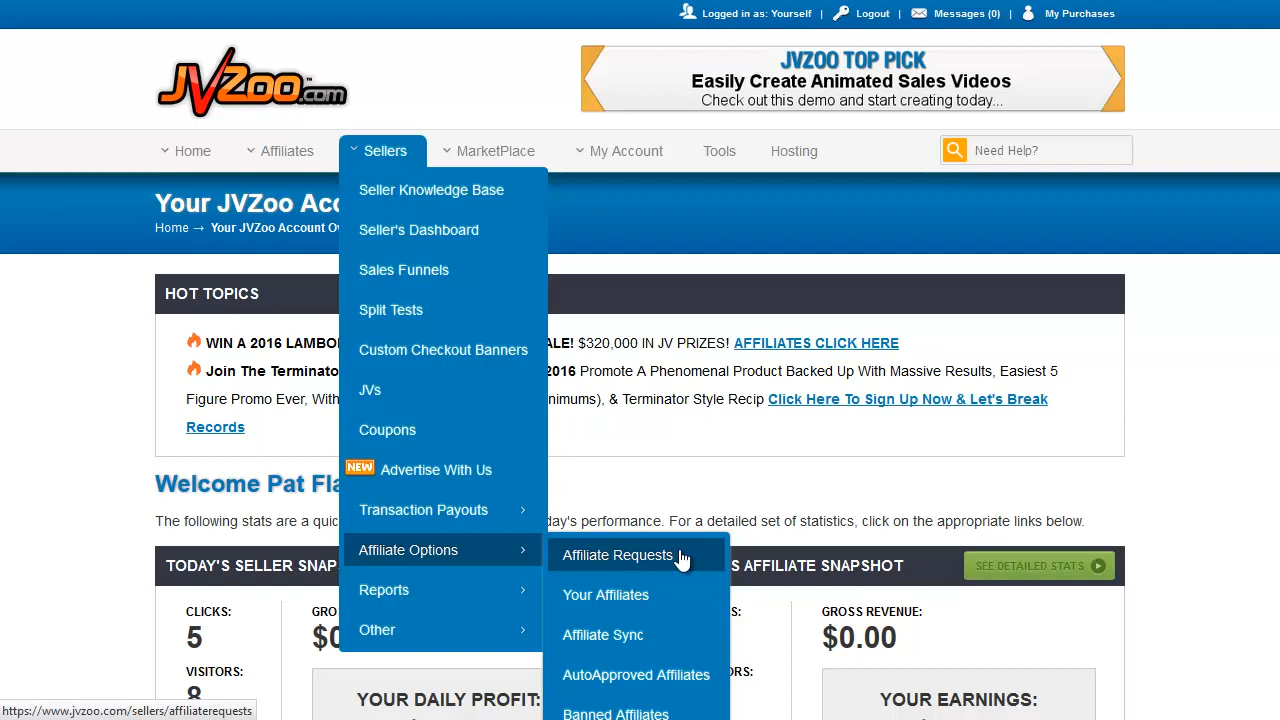 Logged in as: Yourself | Logout | Messages (0) | My Purchases
JVZoo.com™
JVZOO TOP PICK
Easily Create Animated Sales Videos
Check out this demo and start creating today...
Home Affiliates Sellers MarketPlace My Account Tools Hosting Need Help?
Your JVZoo Acc
Home → Your JVZoo Account Ov
Seller Knowledge Base
Seller's Dashboard
Sales Funnels
Split Tests
Custom Checkout Banners
JVs
Coupons
NEW Advertise With Us
Transaction Payouts ›
Affiliate Options ›
Reports ›
Other ›
Affiliate Requests
Your Affiliates
Affiliate Sync
AutoApproved Affiliates
Banned Affiliates
HOT TOPICS
WIN A 2016 LAMBO ALE! $320,000 IN JV PRIZES! AFFILIATES CLICK HERE
Join The Terminato 2016 Promote A Phenomenal Product Backed Up With Massive Results, Easiest 5
Figure Promo Ever, With nimums), & Terminator Style Recip Click Here To Sign Up Now & Let's Break
Records
Welcome Pat Fla
The following stats are a quic day's performance. For a detailed set of statistics, click on the appropriate links below.
TODAY'S SELLER SNAP S AFFILIATE SNAPSHOT SEE DETAILED STATS
CLICKS: GRO S: GROSS REVENUE:
5 $0 $0.00
VISITORS: ORS:
8
YOUR DAILY PROFIT: YOUR EARNINGS:
https://www.jvzoo.com/sellers/affiliaterequests